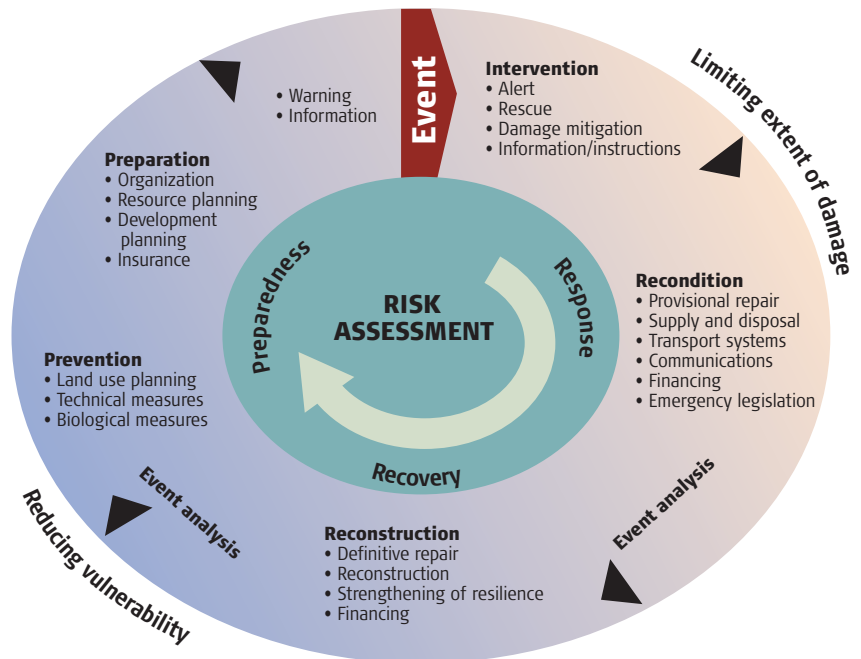 Event
Intervention
• Alert
• Rescue
• Damage mitigation
• Information/instructions
Limiting extent of damage
Recondition
• Provisional repair
• Supply and disposal
• Transport systems
• Communications
• Financing
• Emergency legislation
Event analysis
Reconstruction
• Definitive repair
• Reconstruction
• Strengthening of resilience
• Financing
Event analysis
Reducing vulnerability
Prevention
• Land use planning
• Technical measures
• Biological measures
Preparation
• Organization
• Resource planning
• Development
planning
• Insurance
• Warning
• Information
RISK
ASSESSMENT
Response
Recovery
Preparedness